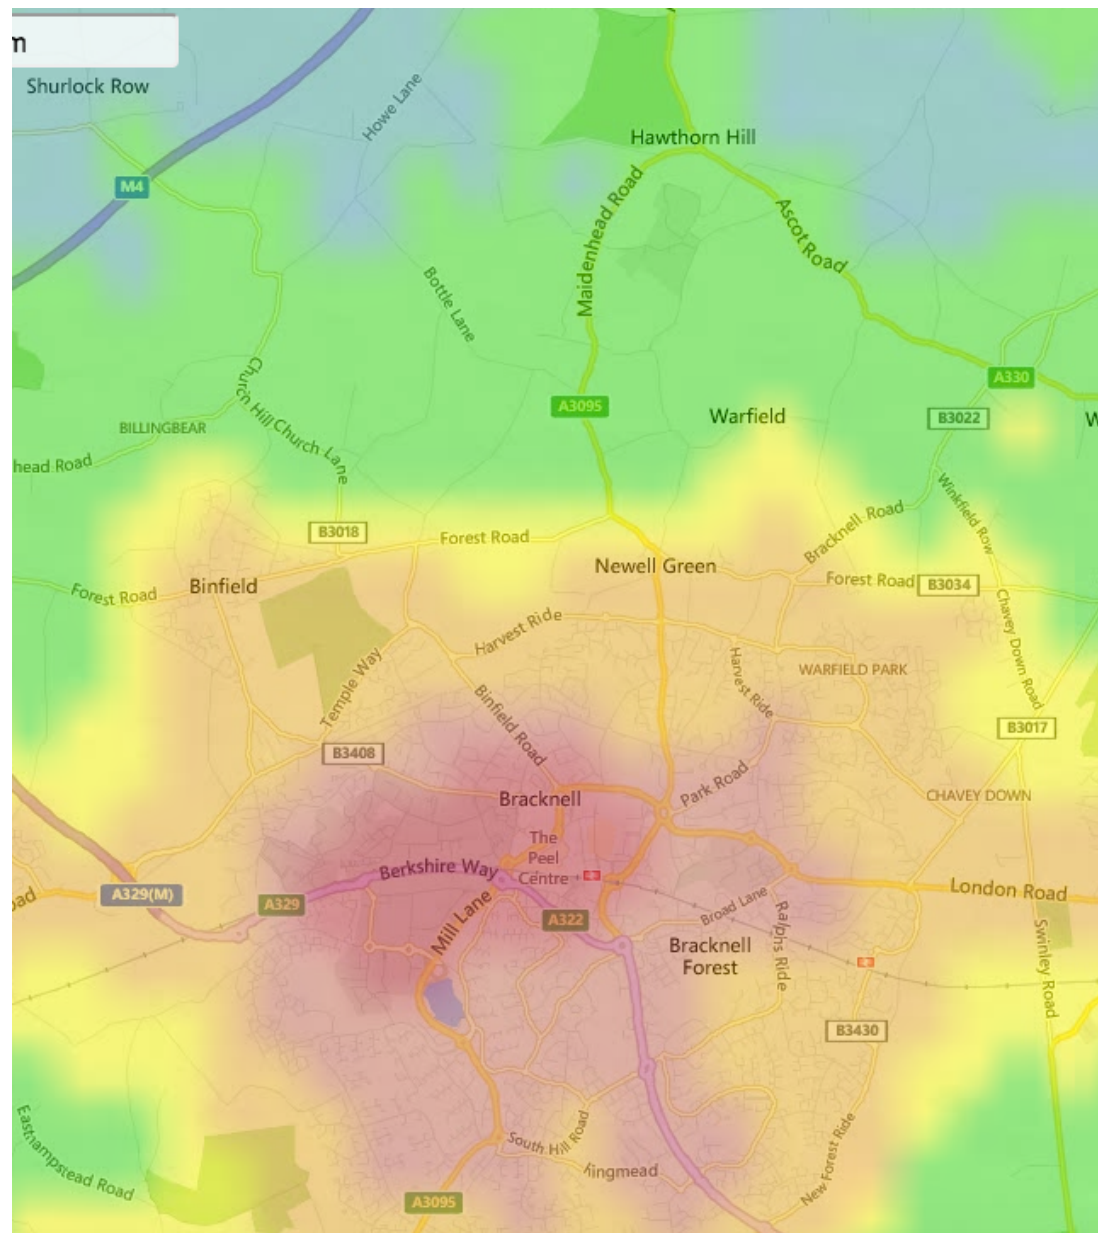 m
Shurlock Row
Howe Lane
Hawthorn Hill
M4
Maidenhead Road
Ascot Road
Bottle Lane
Church Hill
Church Lane
A330
A3095
Warfield
B3022
W
BILLINGBEAR
head Road
Winkfield Row
B3018
Forest Road
Bracknell Road
Newell Green
Binfield
Forest Road
Forest Road
B3034
Chavey Down Road
Harvest Ride
Harvest Ride
WARFIELD PARK
Temple Way
Binfield Road
B3017
B3408
Bracknell
Park Road
CHAVEY DOWN
The
Peel
Centre
Berkshire Way
A329(M)
oad
A329
London Road
Mill Lane
A322
Broad Lane
Ralphs Ride
Bracknell
Forest
Swinley Road
B3430
Easthampstead Road
South Hill Road
Ringmead
New Forest Ride
A3095